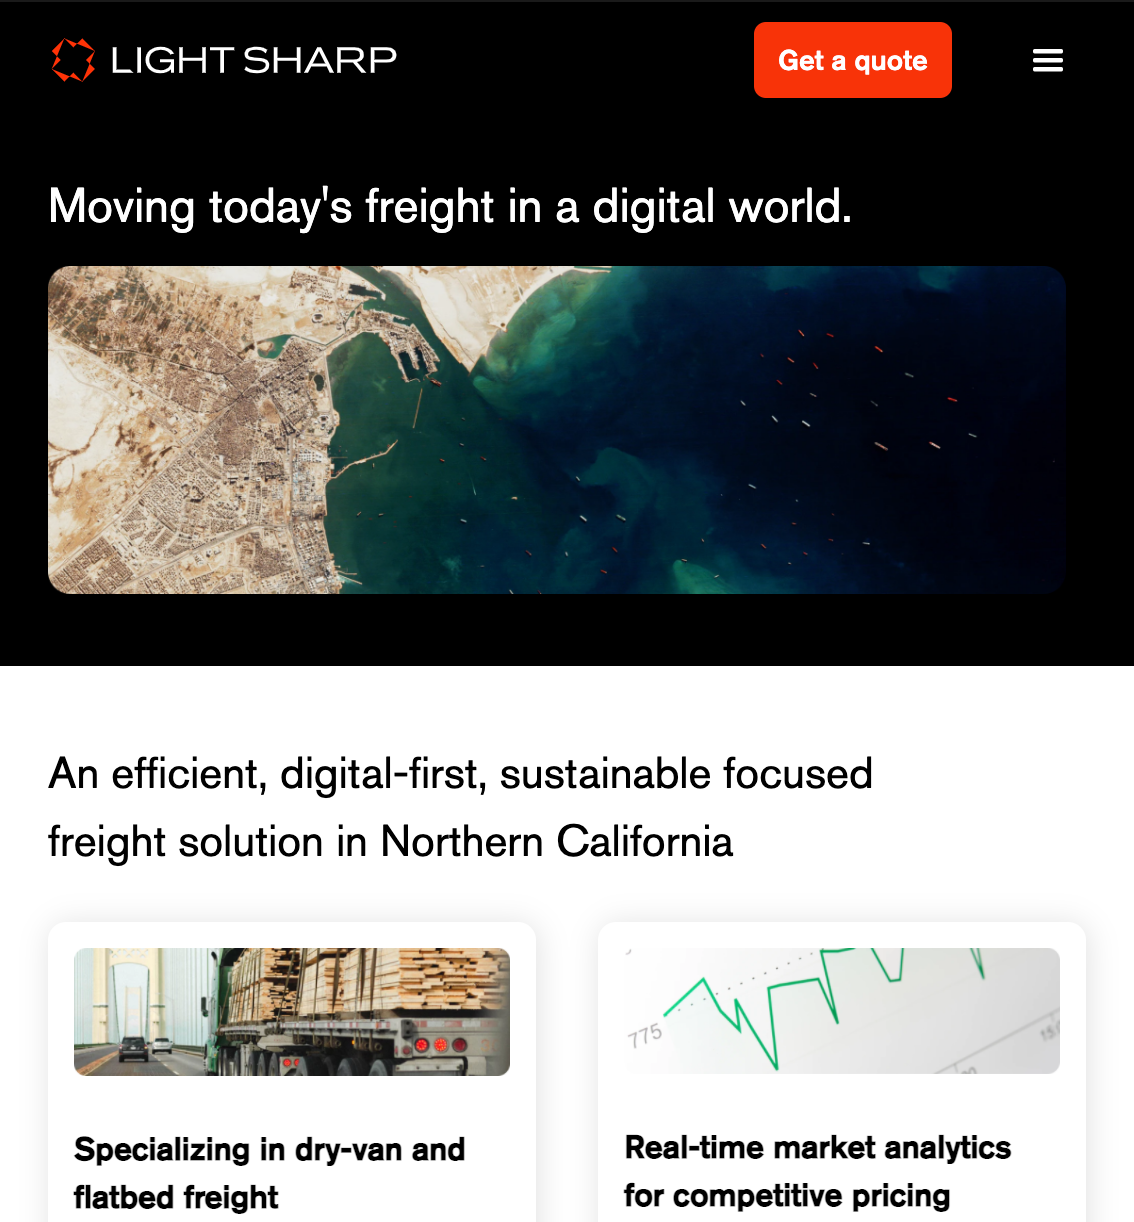 LIGHT SHARP
Get a quote
Moving today's freight in a digital world.
An efficient, digital-first, sustainable focused
freight solution in Northern California
775
Specializing in dry-van and
flatbed freight
Real-time market analytics
for competitive pricing